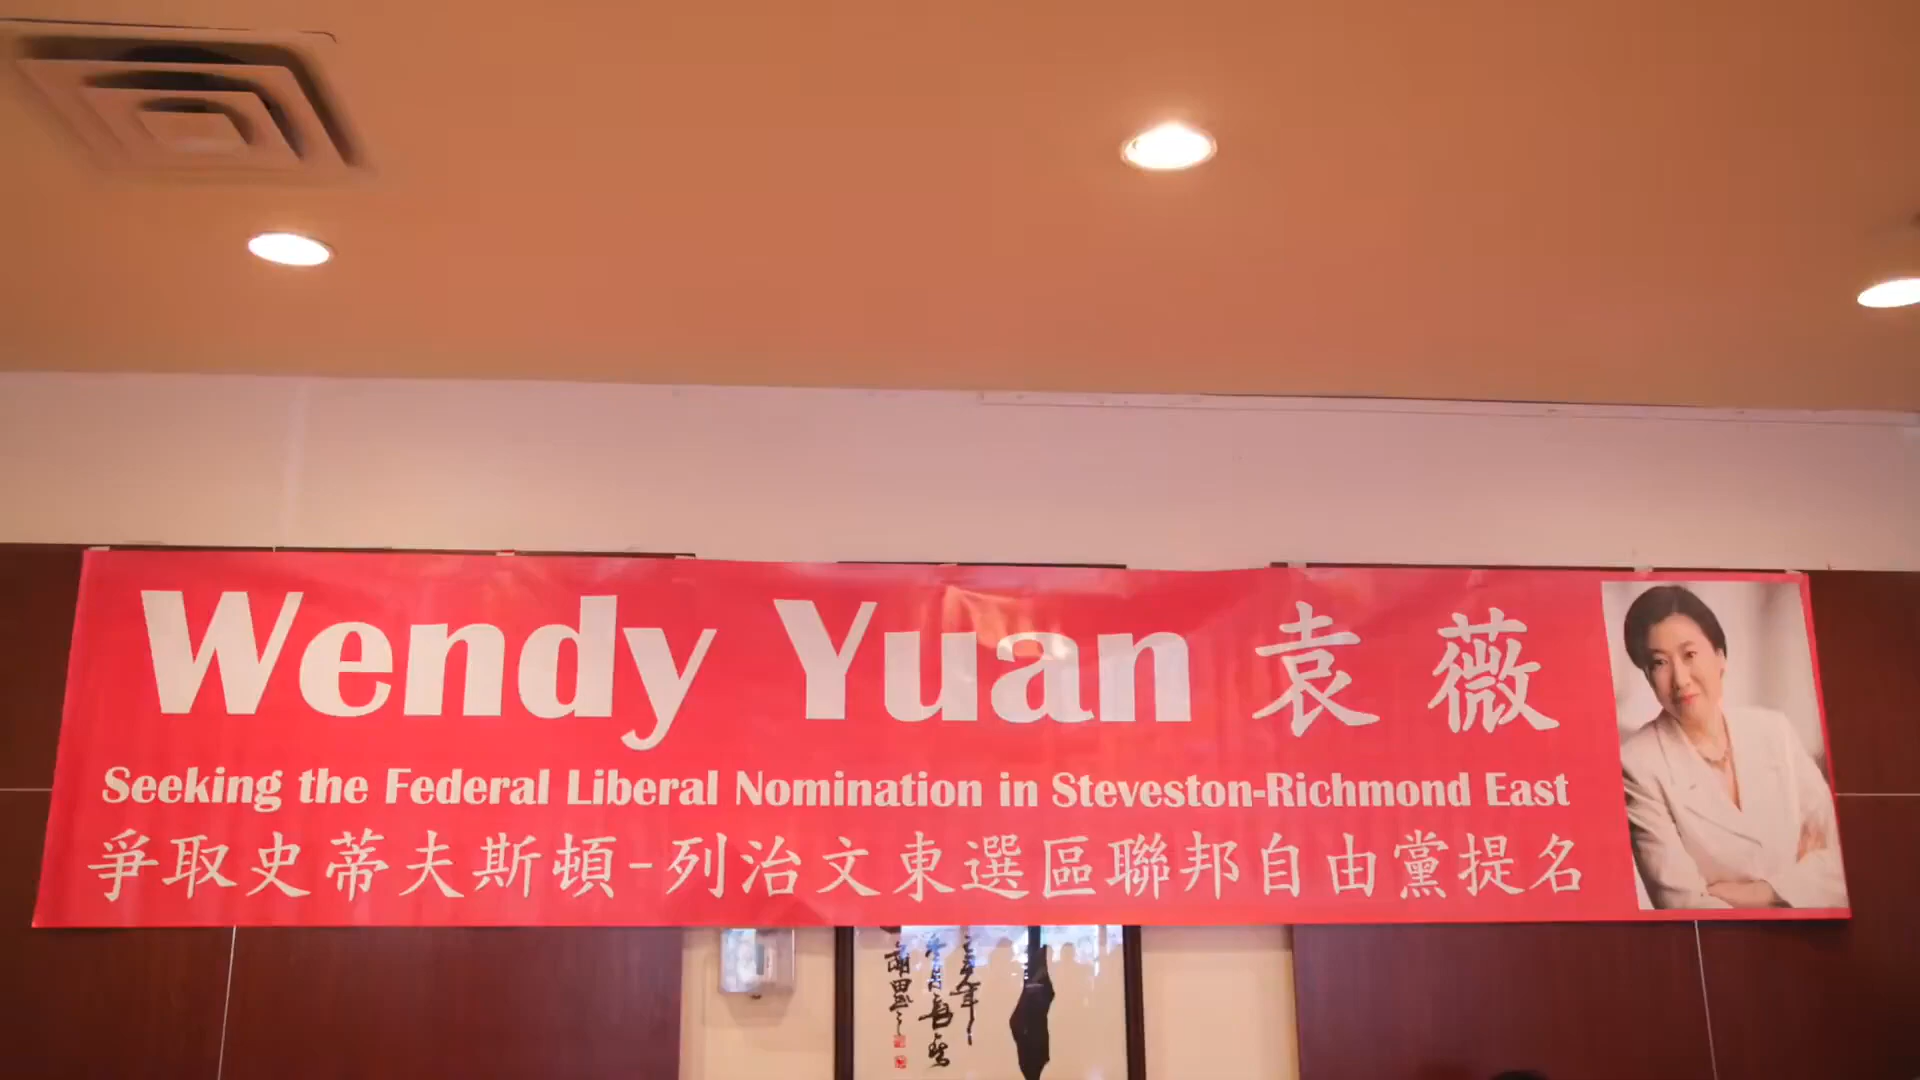 Wendy Yuan 袁薇
Seeking the Federal Liberal Nomination in Steveston-Richmond East
爭取史蒂夫斯頓-列治文東選區聯邦自由黨提名